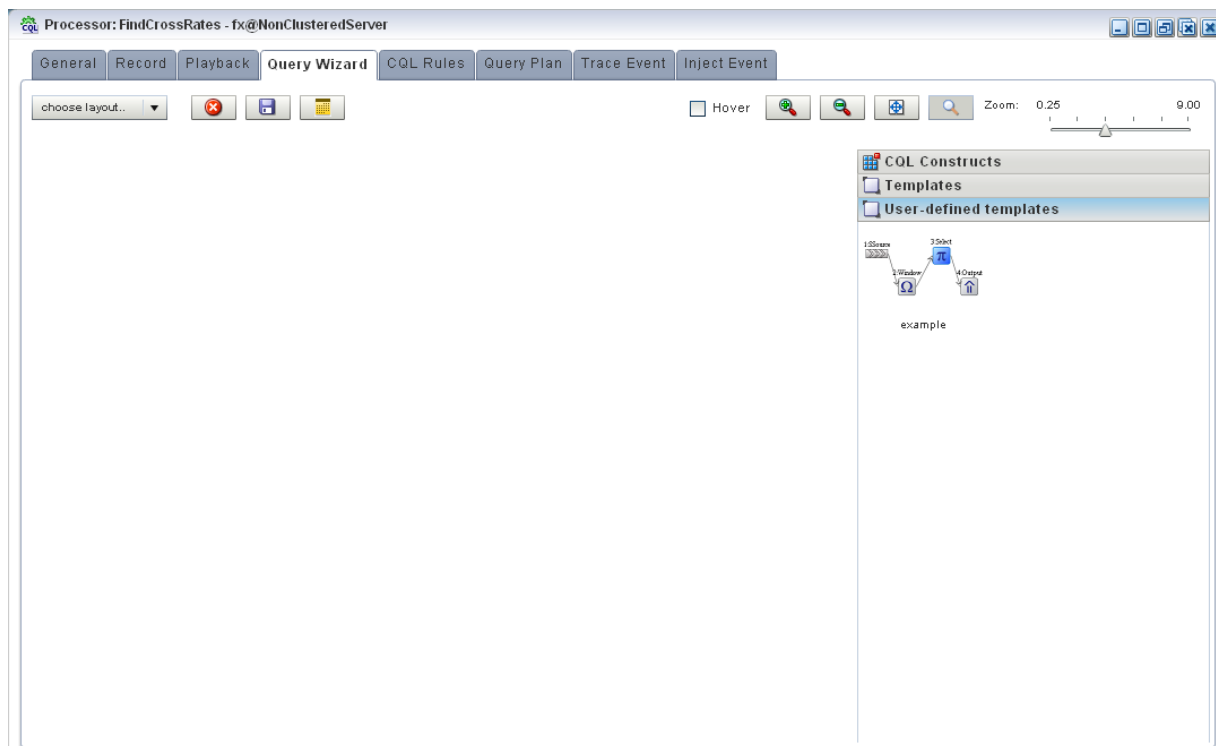 CQL Processor: FindCrossRates - fx@NonClusteredServer
General Record Playback Query Wizard CQL Rules Query Plan Trace Event Inject Event
choose layout.. Hover Zoom: 0.25 9.00
CQL Constructs
Templates
User-defined templates
1:SSource 3:Select
2:Window 4:Output
π
Ω
example